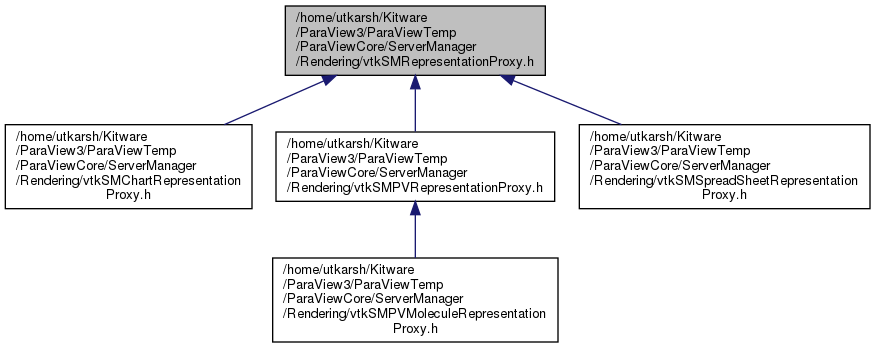 /home/utkarsh/Kitware
/ParaView3/ParaViewTemp
/ParaViewCore/ServerManager
/Rendering/vtkSMRepresentationProxy.h
/home/utkarsh/Kitware
/ParaView3/ParaViewTemp
/ParaViewCore/ServerManager
/Rendering/vtkSMChartRepresentation
Proxy.h
/home/utkarsh/Kitware
/ParaView3/ParaViewTemp
/ParaViewCore/ServerManager
/Rendering/vtkSMPVRepresentationProxy.h
/home/utkarsh/Kitware
/ParaView3/ParaViewTemp
/ParaViewCore/ServerManager
/Rendering/vtkSMSpreadSheetRepresentation
Proxy.h
/home/utkarsh/Kitware
/ParaView3/ParaViewTemp
/ParaViewCore/ServerManager
/Rendering/vtkSMPVMoleculeRepresentation
Proxy.h